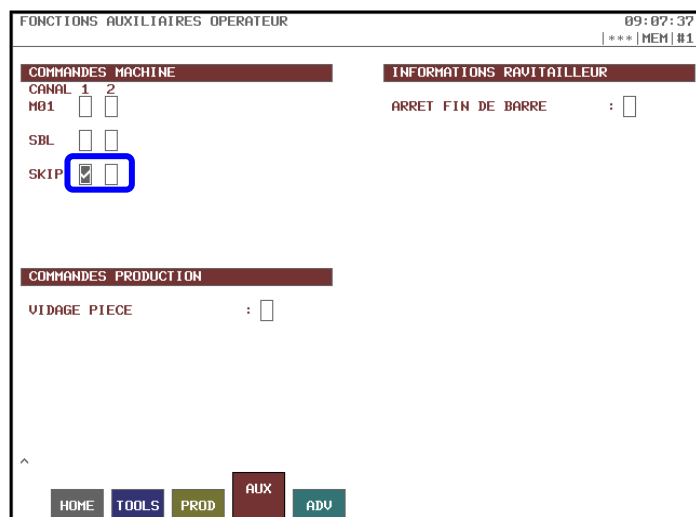 FONCTIONS AUXILIAIRES OPERATEUR 09:07:37
|***|MEM|#1
COMMANDES MACHINE
CANAL 1 2
M01
SBL
SKIP
INFORMATIONS RAVITAILLEUR
ARRET FIN DE BARRE :
COMMANDES PRODUCTION
VIDAGE PIECE :
^
HOME TOOLS PROD AUX ADV